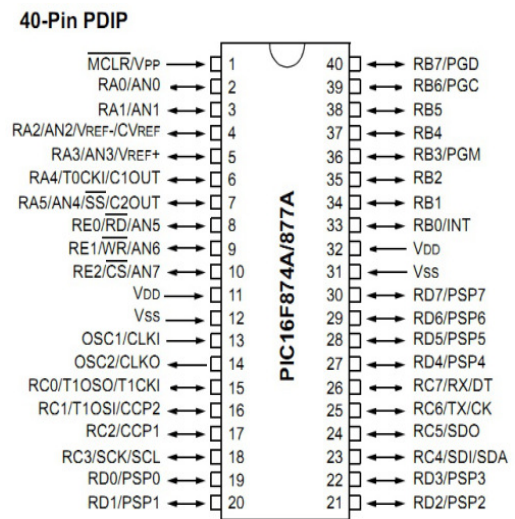 40-Pin PDIP
MCLR/VPP 1 40 RB7/PGD
RA0/AN0 2 39 RB6/PGC
RA1/AN1 3 38 RB5
RA2/AN2/VREF-/CVREF 4 37 RB4
RA3/AN3/VREF+ 5 36 RB3/PGM
RA4/T0CKI/C1OUT 6 35 RB2
RA5/AN4/SS/C2OUT 7 34 RB1
RE0/RD/AN5 8 33 RB0/INT
RE1/WR/AN6 9 32 VDD
RE2/CS/AN7 10 31 VSS
VDD 11 30 RD7/PSP7
VSS 12 29 RD6/PSP6
OSC1/CLKI 13 28 RD5/PSP5
OSC2/CLKO 14 27 RD4/PSP4
RC0/T1OSO/T1CKI 15 26 RC7/RX/DT
RC1/T1OSI/CCP2 16 25 RC6/TX/CK
RC2/CCP1 17 24 RC5/SDO
RC3/SCK/SCL 18 23 RC4/SDI/SDA
RD0/PSP0 19 22 RD3/PSP3
RD1/PSP1 20 21 RD2/PSP2
PIC16F874A/877A